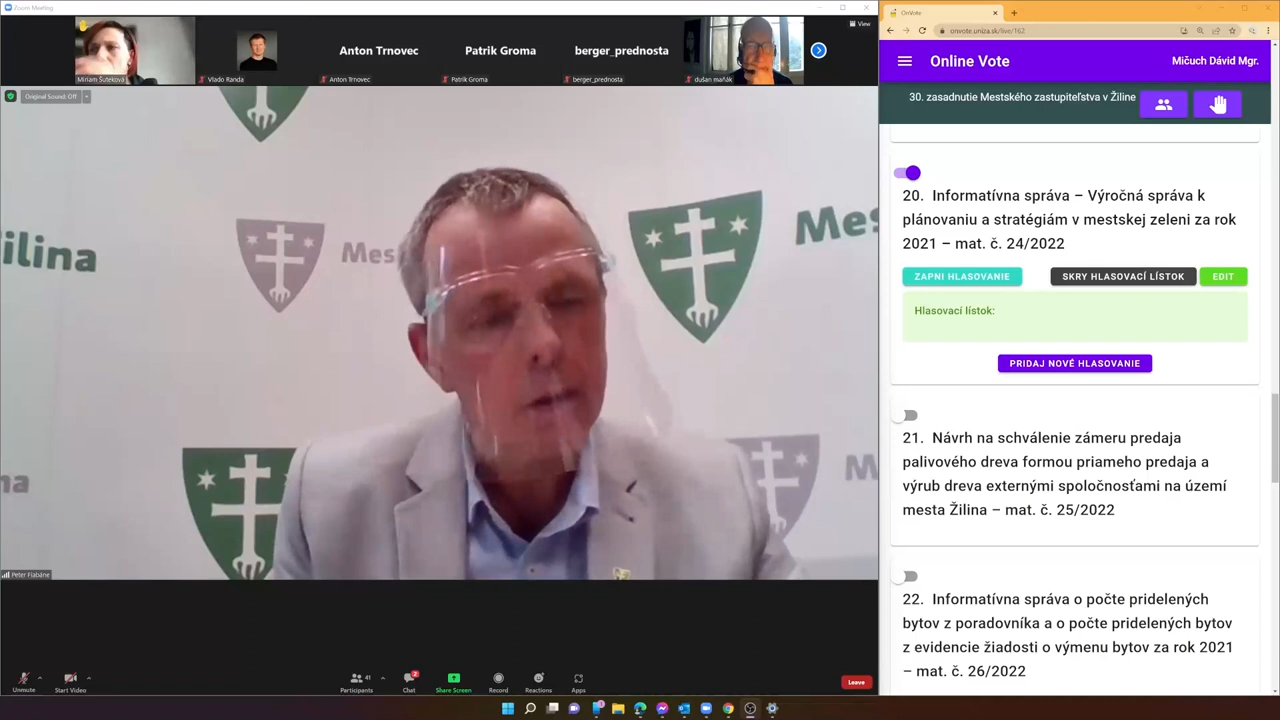 Zoom Meeting
View
Anton Trnovec
Patrik Groma
berger_prednosta
Miriam Šuteková
Vlado Randa
Anton Trnovec
Patrik Groma
berger_prednosta
dušan maňák
Original Sound: Off
Mes
ilina
Mes
M
na
Peter Fiabáne
Unmute
Start Video
Participants
41
Chat
2
Share Screen
Record
Reactions
Apps
Leave
OnVote
onvote.uniza.sk/live/162
Online Vote
Mičuch Dávid Mgr.
30. zasadnutie Mestského zastupiteľstva v Žiline
20. Informatívna správa – Výročná správa k
plánovaniu a stratégiám v mestskej zeleni za rok
2021 – mat. č. 24/2022
ZAPNI HLASOVANIE
SKRY HLASOVACÍ LÍSTOK
EDIT
Hlasovací lístok:
PRIDAJ NOVÉ HLASOVANIE
21. Návrh na schválenie zámeru predaja
palivového dreva formou priameho predaja a
výrub dreva externými spoločnosťami na území
mesta Žilina – mat. č. 25/2022
22. Informatívna správa o počte pridelených
bytov z poradovníka a o počte pridelených bytov
z evidencie žiadosti o výmenu bytov za rok 2021
– mat. č. 26/2022